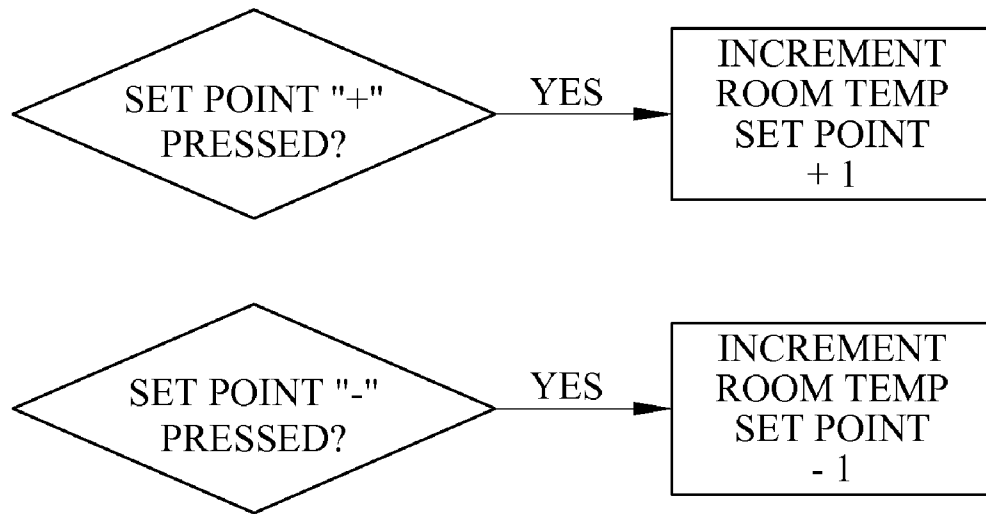 SET POINT "+"
PRESSED?
YES
INCREMENT
ROOM TEMP
SET POINT
+ 1
SET POINT "-"
PRESSED?
YES
INCREMENT
ROOM TEMP
SET POINT
- 1